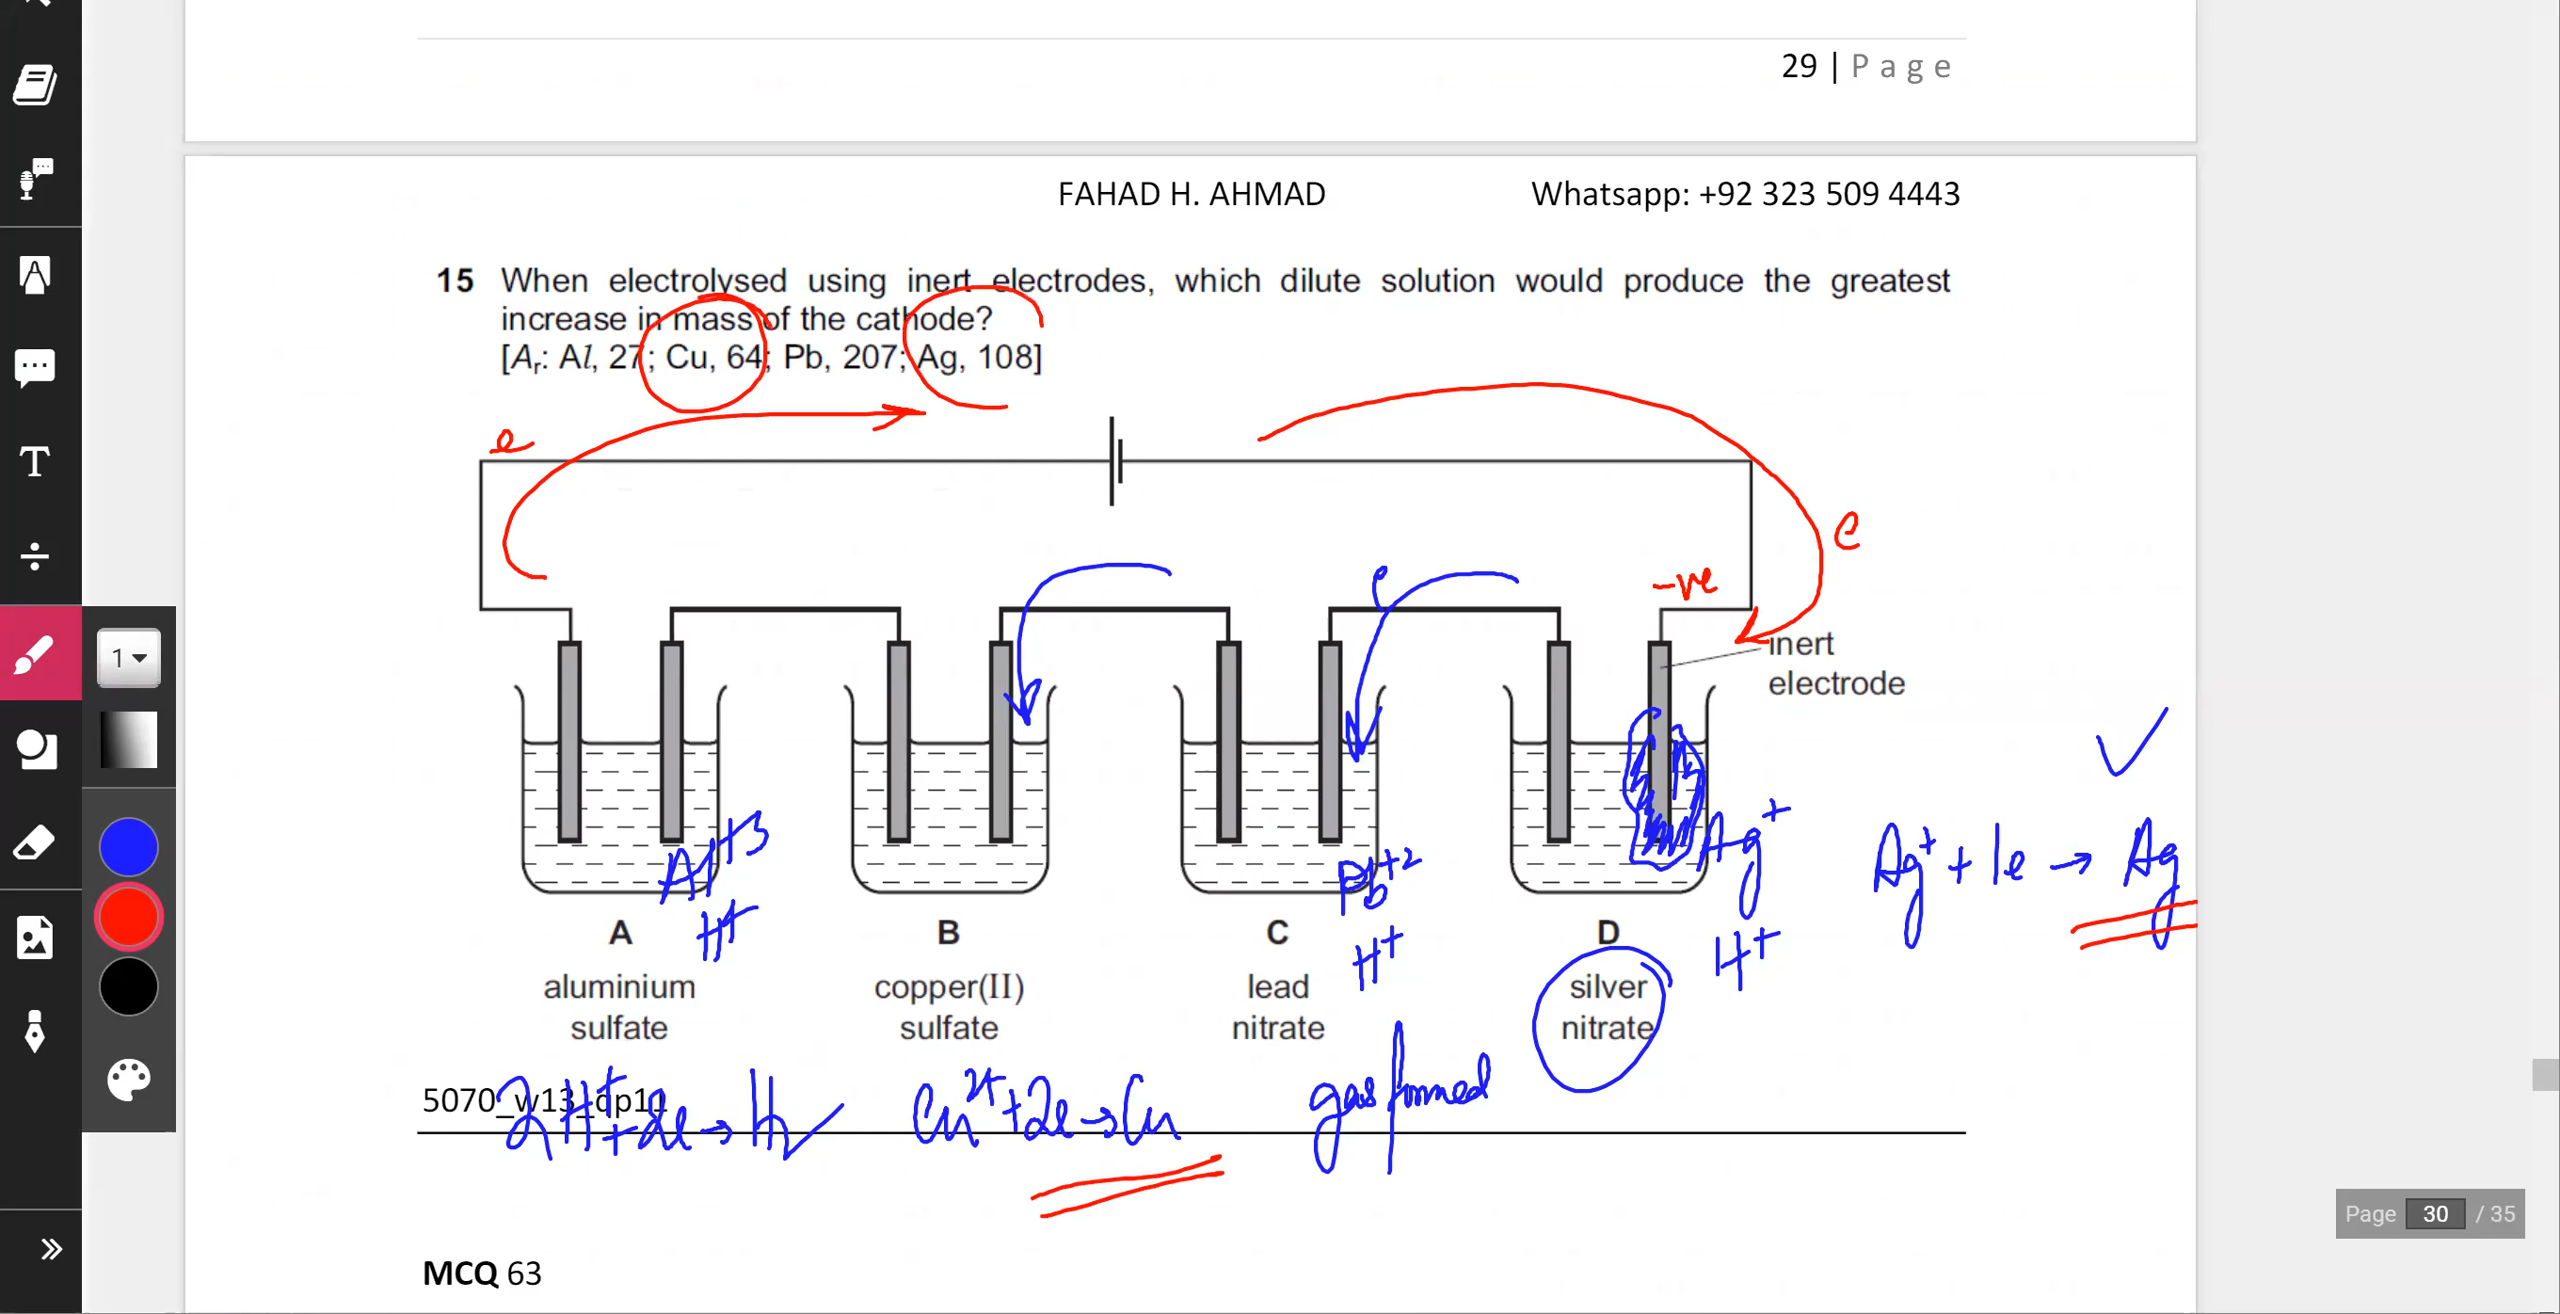 29 | Page
FAHAD H. AHMAD Whatsapp: +92 323 509 4443
15 When electrolysed using inert electrodes, which dilute solution would produce the greatest
increase in mass of the cathode?
[Ar: Al, 27; Cu, 64; Pb, 207; Ag, 108]
e
e
e
-ve
inert
electrode
1
Al+3
H+
Pb+2
H+
Ag+
H+
Ag+ + 1e → Ag
A B C D
aluminium sulfate
copper(II) sulfate
lead nitrate
silver nitrate
5070_w13_qp11
2H+ + 2e → H2
Cu2+ + 2e → Cu
gas formed
Page 30 / 35
MCQ 63